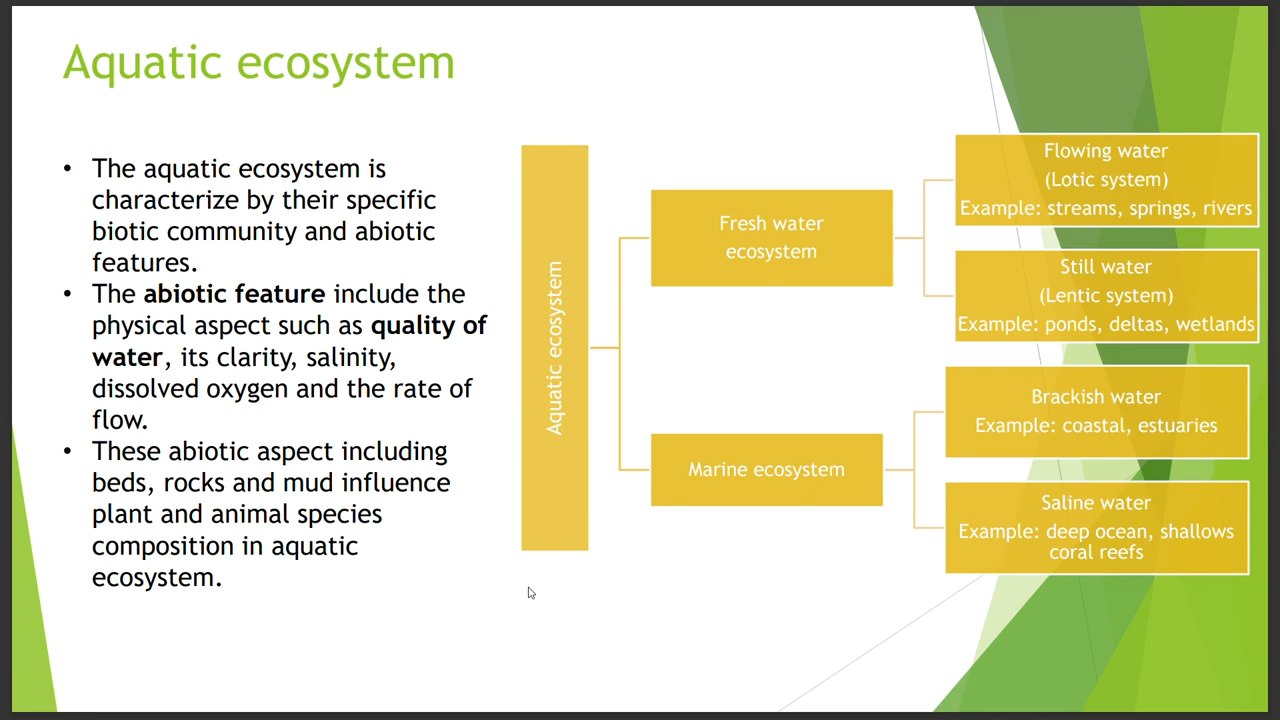 Aquatic ecosystem
• The aquatic ecosystem is
characterize by their specific
biotic community and abiotic
features.
• The abiotic feature include the
physical aspect such as quality of
water, its clarity, salinity,
dissolved oxygen and the rate of
flow.
• These abiotic aspect including
beds, rocks and mud influence
plant and animal species
composition in aquatic
ecosystem.
Aquatic ecosystem
Fresh water
ecosystem
Flowing water
(Lotic system)
Example: streams, springs, rivers
Still water
(Lentic system)
Example: ponds, deltas, wetlands
Marine ecosystem
Brackish water
Example: coastal, estuaries
Saline water
Example: deep ocean, shallows
coral reefs